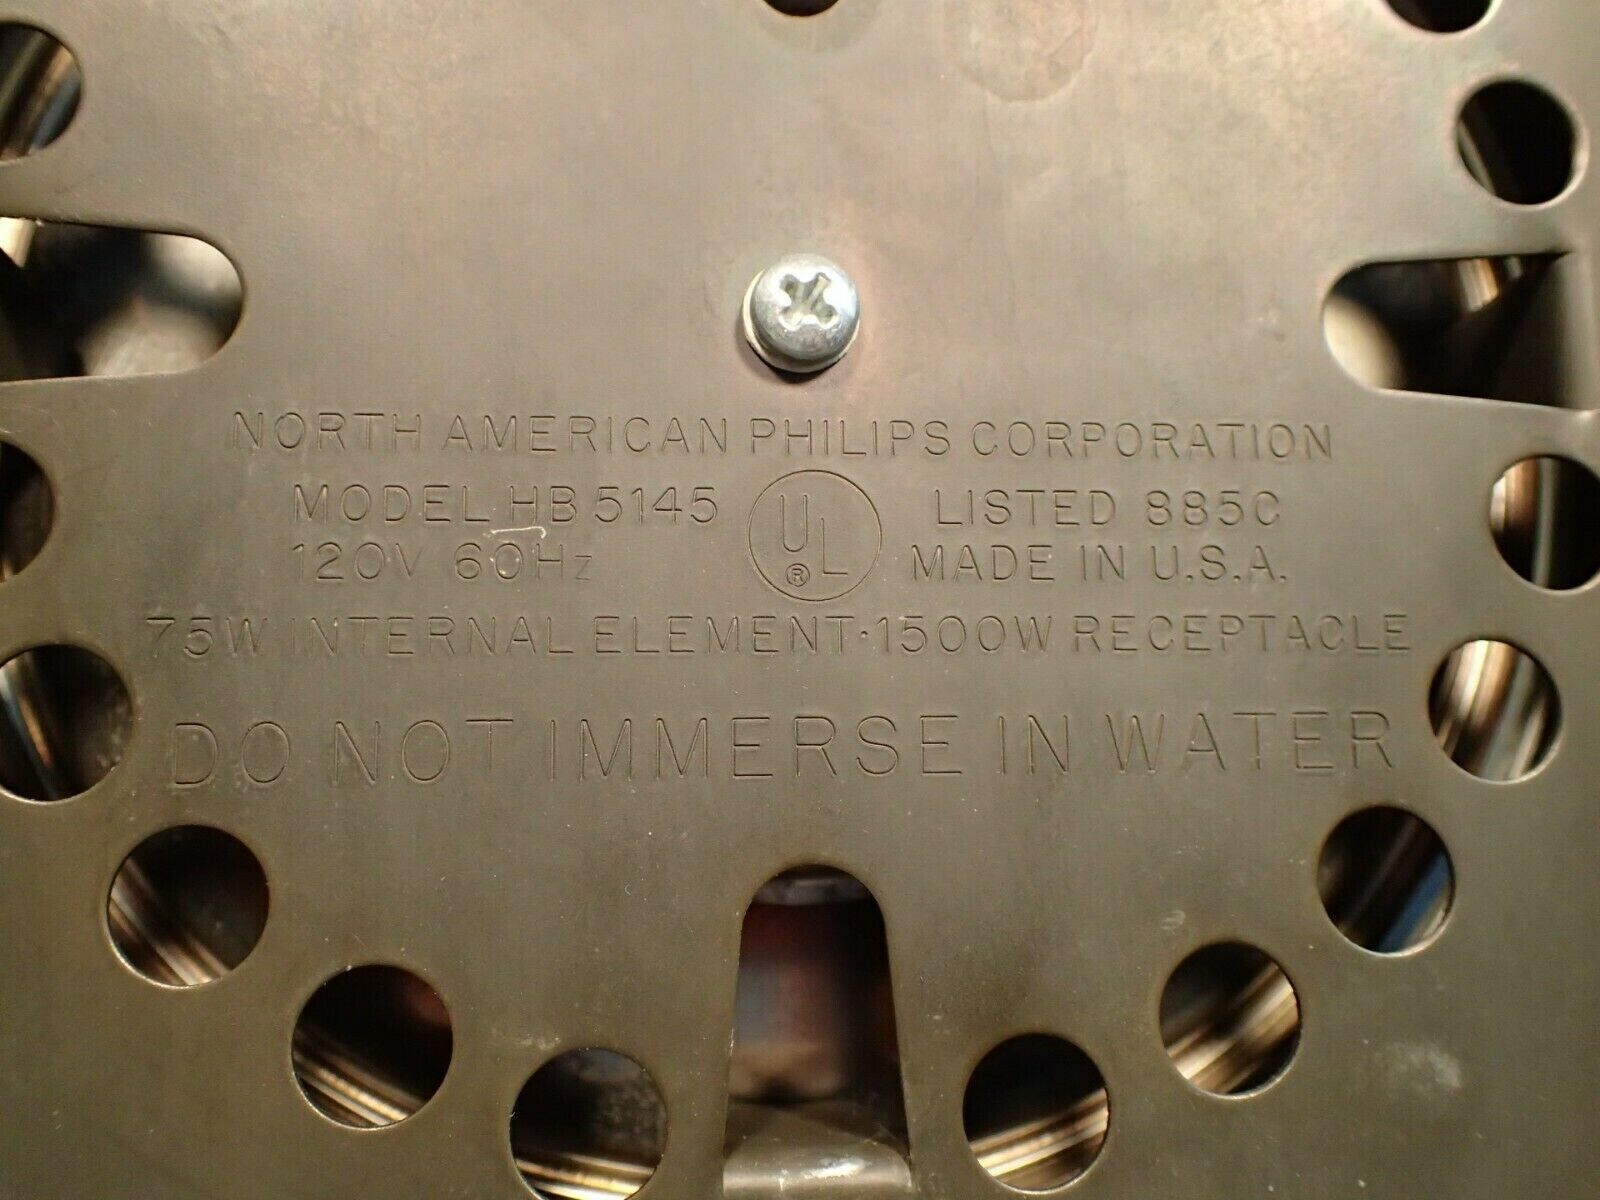 NORTH AMERICAN PHILIPS CORPORATION
MODEL HB 5145 UL® LISTED 885C
120V 60Hz MADE IN U.S.A.
75W INTERNAL ELEMENT·1500W RECEPTACLE
DO NOT IMMERSE IN WATER